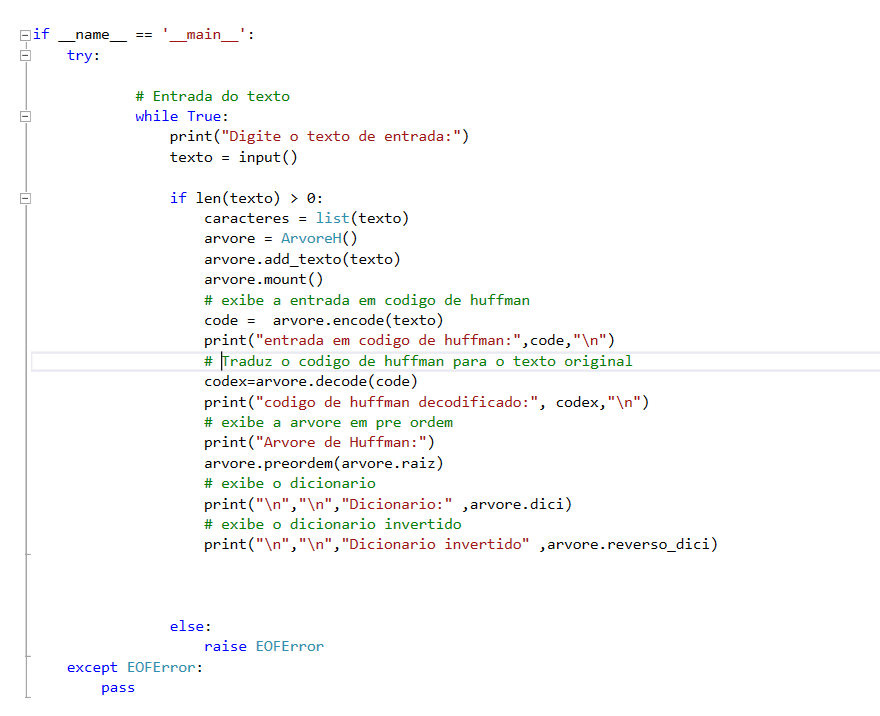 if __name__ == '__main__':
    try:

            # Entrada do texto
            while True:
                print("Digite o texto de entrada:")
                texto = input()

                if len(texto) > 0:
                    caracteres = list(texto)
                    arvore = ArvoreH()
                    arvore.add_texto(texto)
                    arvore.mount()
                    # exibe a entrada em codigo de huffman
                    code =  arvore.encode(texto)
                    print("entrada em codigo de huffman:",code,"\n")
                    # Traduz o codigo de huffman para o texto original
                    codex=arvore.decode(code)
                    print("codigo de huffman decodificado:", codex,"\n")
                    # exibe a arvore em pre ordem
                    print("Arvore de Huffman:")
                    arvore.preordem(arvore.raiz)
                    # exibe o dicionario
                    print("\n","\n","Dicionario:" ,arvore.dici)
                    # exibe o dicionario invertido
                    print("\n","\n","Dicionario invertido" ,arvore.reverso_dici)

                else:
                    raise EOFError
    except EOFError:
        pass